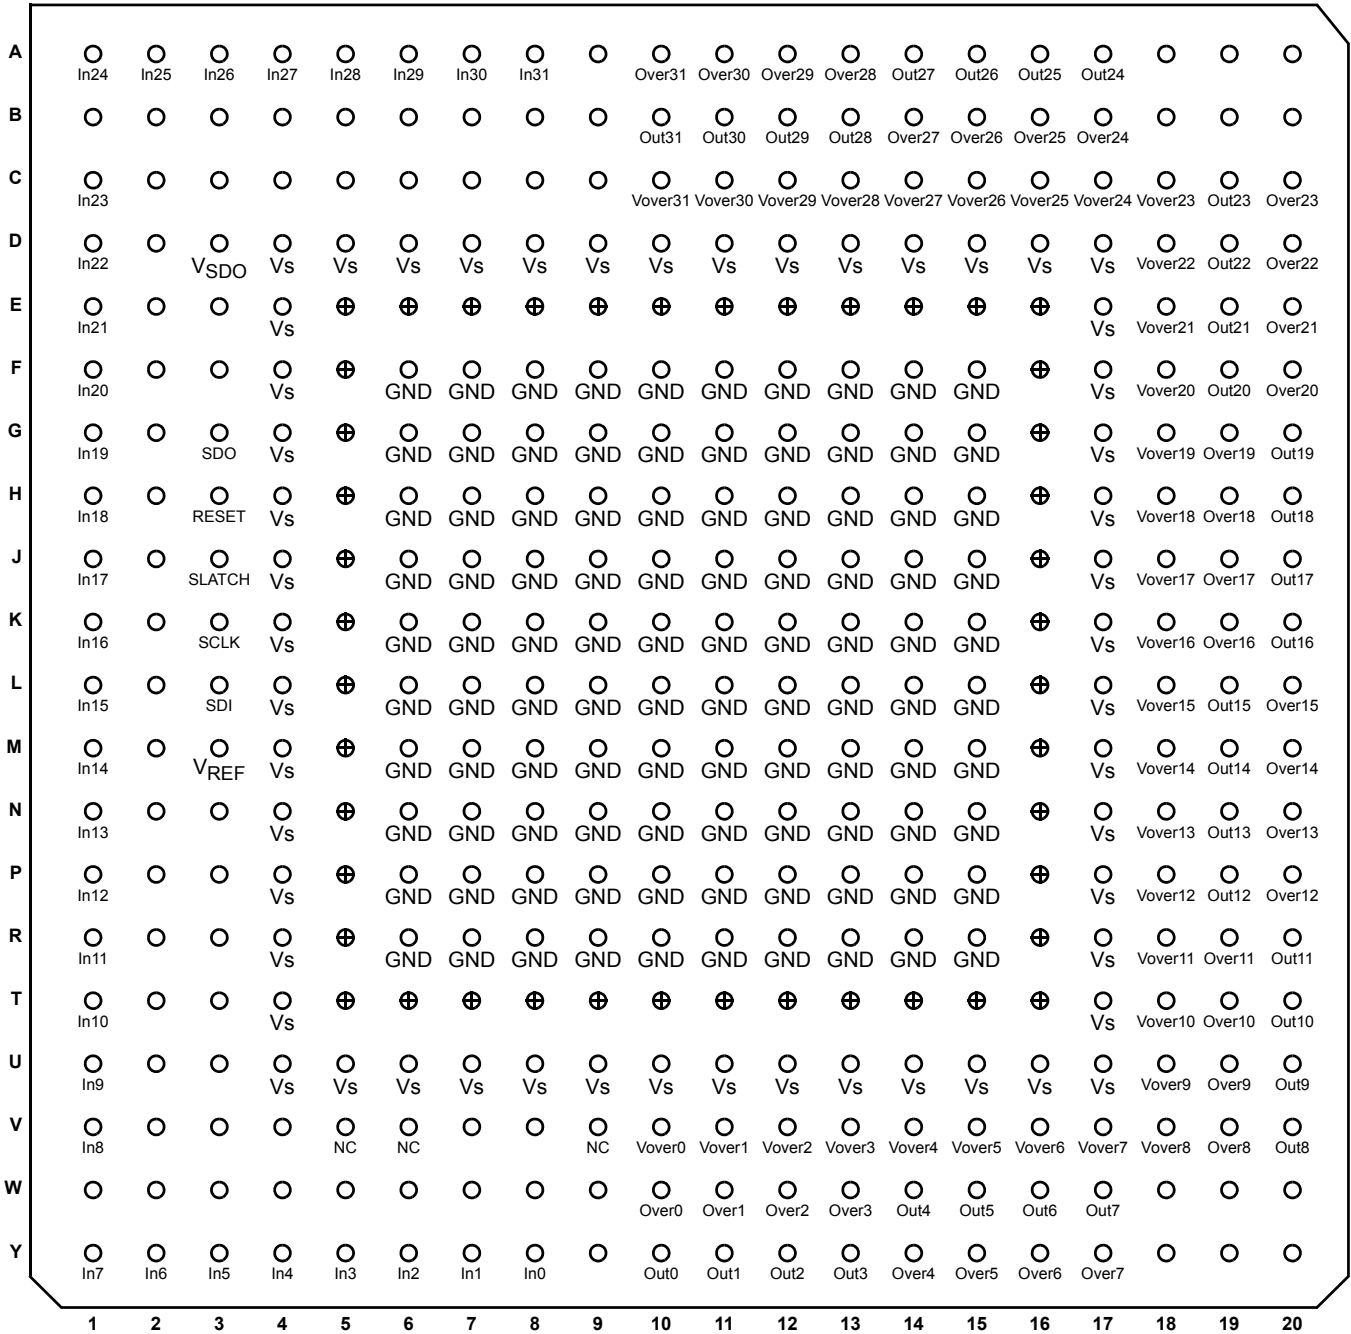 A
In24 In25 In26 In27 In28 In29 In30 In31 Over31 Over30 Over29 Over28 Out27 Out26 Out25 Out24
B
Out31 Out30 Out29 Out28 Over27 Over26 Over25 Over24
C
In23 Vover31 Vover30 Vover29 Vover28 Vover27 Vover26 Vover25 Vover24 Vover23 Out23 Over23
D
In22 VSDO Vs Vs Vs Vs Vs Vs Vs Vs Vs Vs Vs Vs Vs Vs Vover22 Out22 Over22
E
In21 Vs Vs Vover21 Out21 Over21
F
In20 Vs GND GND GND GND GND GND GND GND GND GND Vs Vover20 Out20 Over20
G
In19 SDO Vs GND GND GND GND GND GND GND GND GND GND Vs Vover19 Over19 Out19
H
In18 RESET Vs GND GND GND GND GND GND GND GND GND GND Vs Vover18 Over18 Out18
J
In17 SLATCH Vs GND GND GND GND GND GND GND GND GND GND Vs Vover17 Over17 Out17
K
In16 SCLK Vs GND GND GND GND GND GND GND GND GND GND Vs Vover16 Over16 Out16
L
In15 SDI Vs GND GND GND GND GND GND GND GND GND GND Vs Vover15 Out15 Over15
M
In14 VREF Vs GND GND GND GND GND GND GND GND GND GND Vs Vover14 Out14 Over14
N
In13 Vs GND GND GND GND GND GND GND GND GND GND Vs Vover13 Out13 Over13
P
In12 Vs GND GND GND GND GND GND GND GND GND GND Vs Vover12 Out12 Over12
R
In11 Vs GND GND GND GND GND GND GND GND GND GND Vs Vover11 Over11 Out11
T
In10 Vs Vs Vover10 Over10 Out10
U
In9 Vs Vs Vs Vs Vs Vs Vs Vs Vs Vs Vs Vs Vs Vs Vover9 Over9 Out9
V
In8 NC NC NC Vover0 Vover1 Vover2 Vover3 Vover4 Vover5 Vover6 Vover7 Vover8 Over8 Out8
W
Over0 Over1 Over2 Over3 Out4 Out5 Out6 Out7
Y
In7 In6 In5 In4 In3 In2 In1 In0 Out0 Out1 Out2 Out3 Over4 Over5 Over6 Over7
1 2 3 4 5 6 7 8 9 10 11 12 13 14 15 16 17 18 19 20